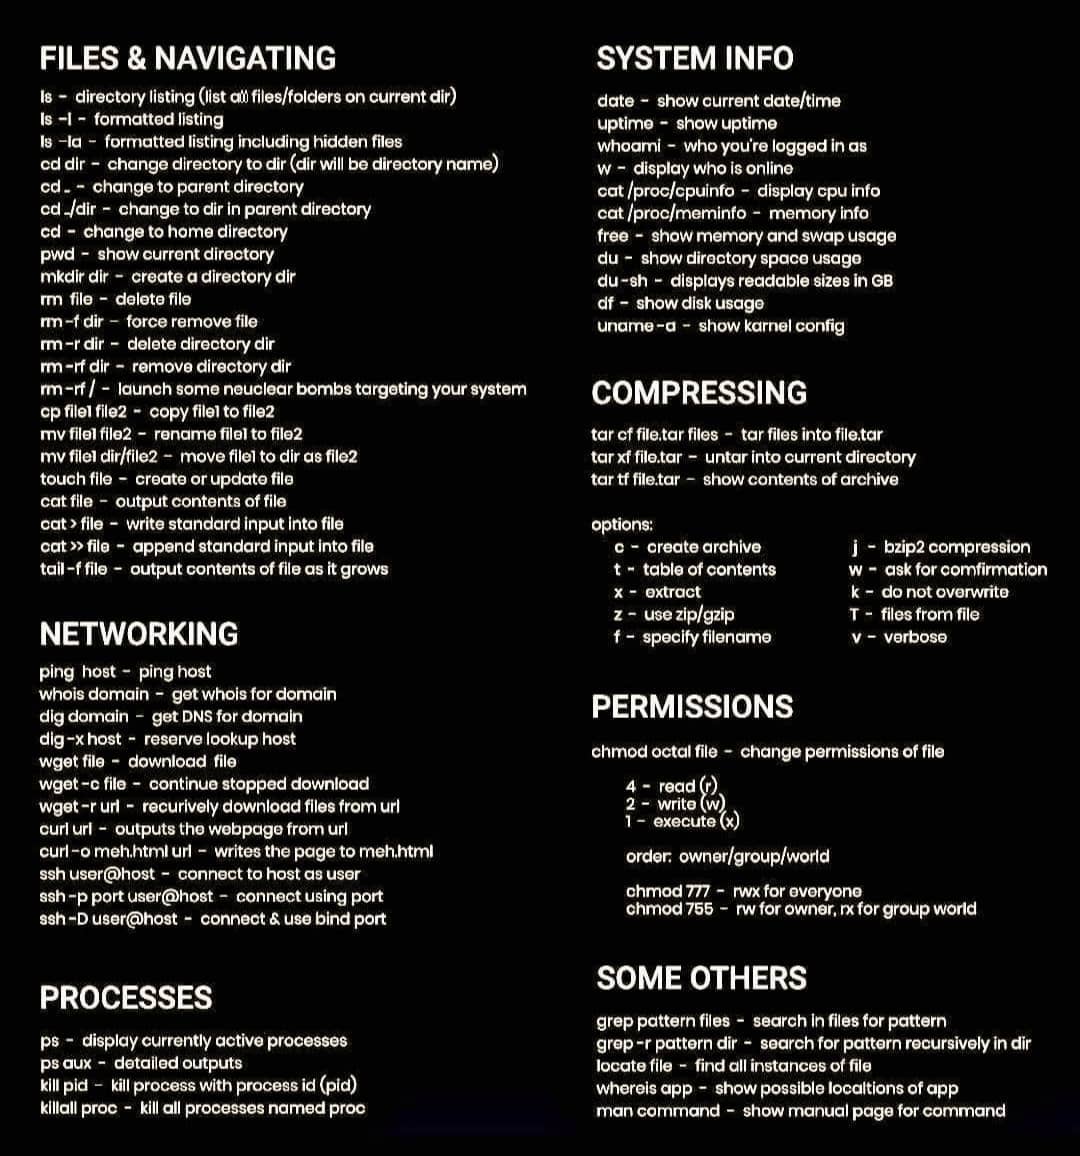 FILES & NAVIGATING
ls - directory listing (list all files/folders on current dir)
ls -l - formatted listing
ls -la - formatted listing including hidden files
cd dir - change directory to dir (dir will be directory name)
cd .. - change to parent directory
cd ../dir - change to dir in parent directory
cd - change to home directory
pwd - show current directory
mkdir dir - create a directory dir
rm file - delete file
rm -f dir - force remove file
rm -r dir - delete directory dir
rm -rf dir - remove directory dir
rm -rf / - launch some neuclear bombs targeting your system
cp file1 file2 - copy file1 to file2
mv file1 file2 - rename file1 to file2
mv file1 dir/file2 - move file1 to dir as file2
touch file - create or update file
cat file - output contents of file
cat > file - write standard input into file
cat >> file - append standard input into file
tail -f file - output contents of file as it grows
NETWORKING
ping host - ping host
whois domain - get whois for domain
dig domain - get DNS for domain
dig -x host - reserve lookup host
wget file - download file
wget -c file - continue stopped download
wget -r url - recurively download files from url
curl url - outputs the webpage from url
curl -o meh.html url - writes the page to meh.html
ssh user@host - connect to host as user
ssh -p port user@host - connect using port
ssh -D user@host - connect & use bind port
PROCESSES
ps - display currently active processes
ps aux - detailed outputs
kill pid - kill process with process id (pid)
killall proc - kill all processes named proc
SYSTEM INFO
date - show current date/time
uptime - show uptime
whoami - who you're logged in as
w - display who is online
cat /proc/cpuinfo - display cpu info
cat /proc/meminfo - memory info
free - show memory and swap usage
du - show directory space usage
du -sh - displays readable sizes in GB
df - show disk usage
uname -a - show karnel config
COMPRESSING
tar cf file.tar files - tar files into file.tar
tar xf file.tar - untar into current directory
tar tf file.tar - show contents of archive
options:
c - create archive
t - table of contents
x - extract
z - use zip/gzip
f - specify filename
j - bzip2 compression
w - ask for comfirmation
k - do not overwrite
T - files from file
v - verbose
PERMISSIONS
chmod octal file - change permissions of file
4 - read (r)
2 - write (w)
1 - execute (x)
order: owner/group/world
chmod 777 - rwx for everyone
chmod 755 - rw for owner, rx for group world
SOME OTHERS
grep pattern files - search in files for pattern
grep -r pattern dir - search for pattern recursively in dir
locate file - find all instances of file
whereis app - show possible localtions of app
man command - show manual page for command